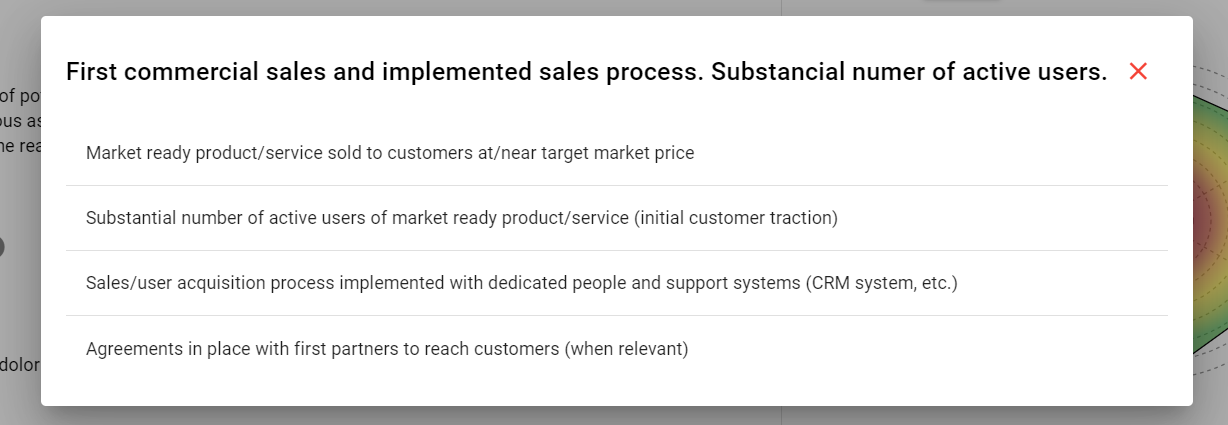 First commercial sales and implemented sales process. Substancial numer of active users.
of po
ous as
he rea
Market ready product/service sold to customers at/near target market price
Substantial number of active users of market ready product/service (initial customer traction)
Sales/user acquisition process implemented with dedicated people and support systems (CRM system, etc.)
Agreements in place with first partners to reach customers (when relevant)
dolor